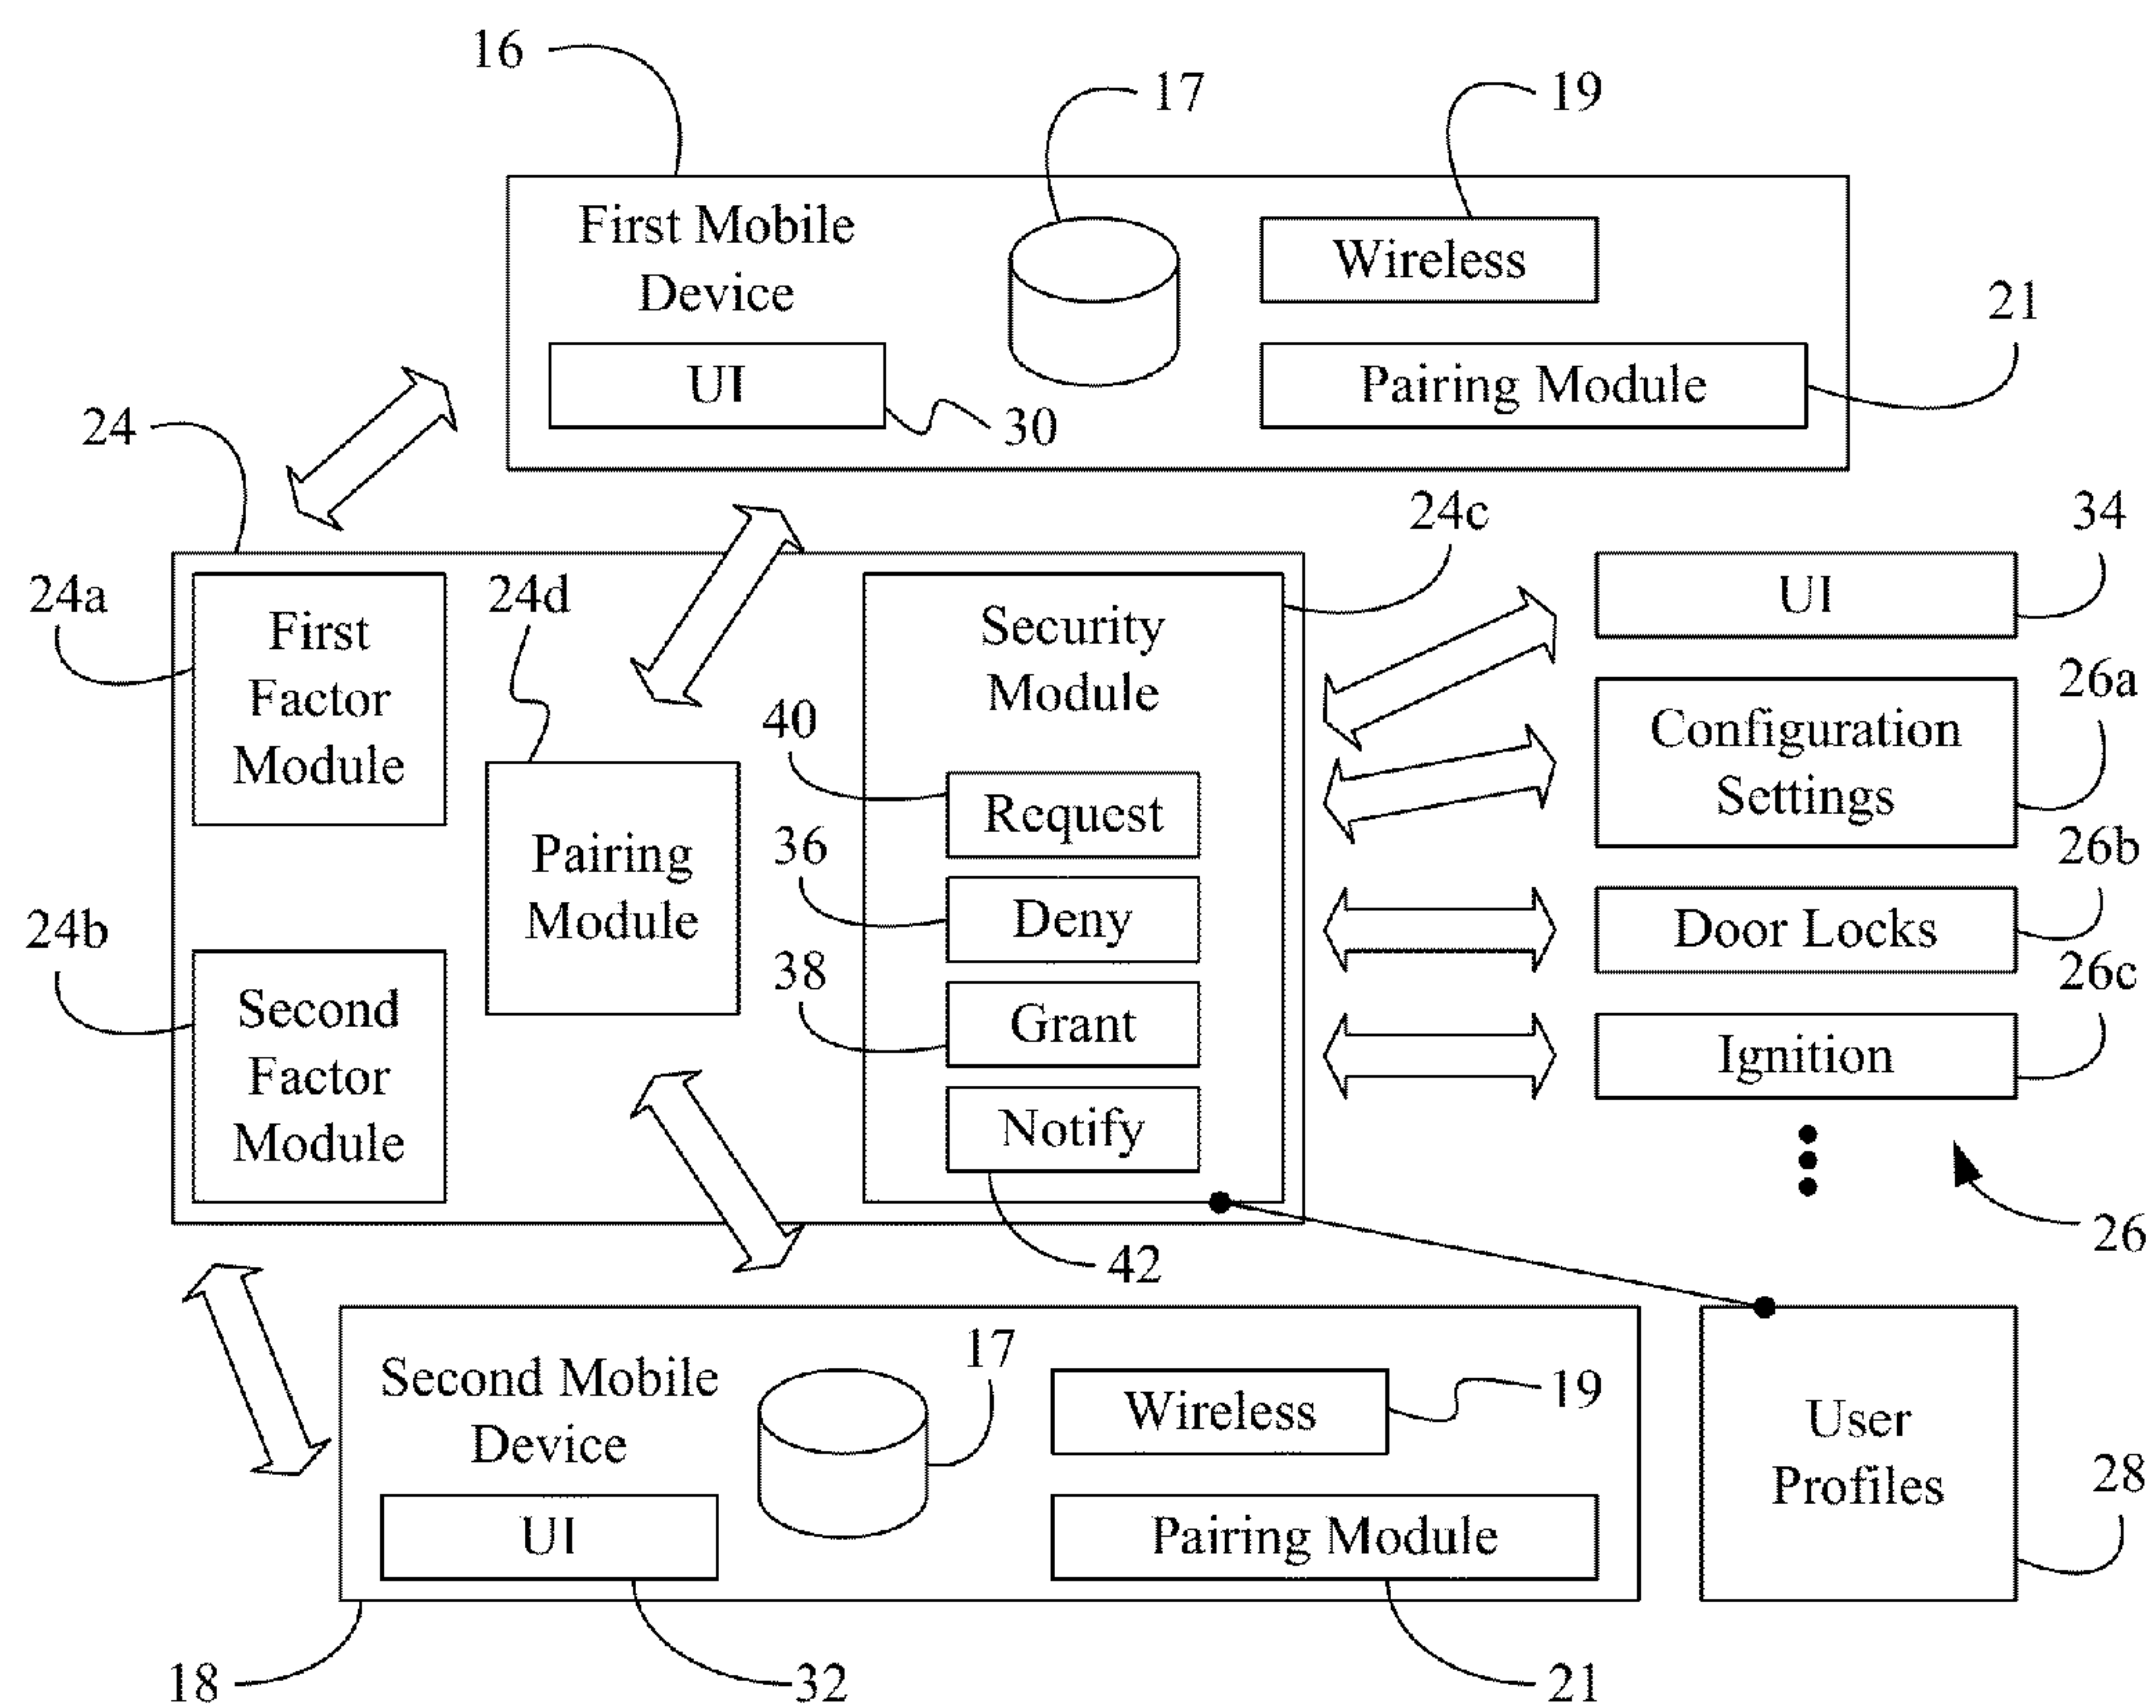 16
17
19
First Mobile
Device
Wireless
21
UI
Pairing Module
30
24
24c
34
24a
First
Factor
Module
24d
Security
Module
UI
26a
40
Configuration
Settings
Request
Pairing
Module
36
Deny
26b
Door Locks
24b
Second
Factor
Module
38
Grant
26c
Ignition
Notify
42
26
Second Mobile
Device
17
Wireless
19
User
Profiles
28
UI
Pairing Module
18
32
21